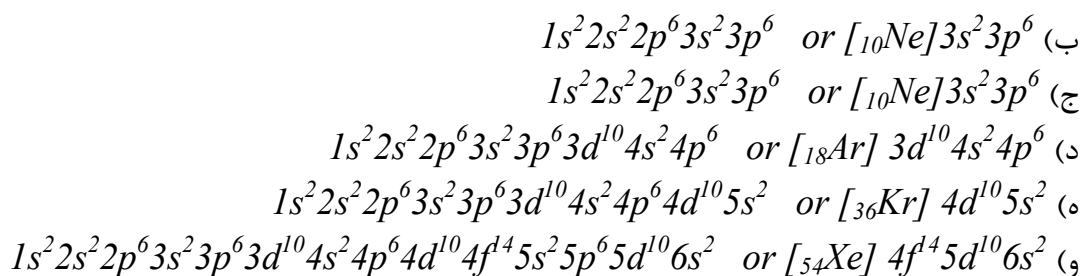 ب) 1s²2s²2p⁶3s²3p⁶ or [₁₀Ne]3s²3p⁶
ج) 1s²2s²2p⁶3s²3p⁶ or [₁₀Ne]3s²3p⁶
د) 1s²2s²2p⁶3s²3p⁶3d¹⁰4s²4p⁶ or [₁₈Ar] 3d¹⁰4s²4p⁶
ه) 1s²2s²2p⁶3s²3p⁶3d¹⁰4s²4p⁶4d¹⁰5s² or [₃₆Kr] 4d¹⁰5s²
و) 1s²2s²2p⁶3s²3p⁶3d¹⁰4s²4p⁶4d¹⁰4f¹⁴5s²5p⁶5d¹⁰6s² or [₅₄Xe] 4f¹⁴5d¹⁰6s²